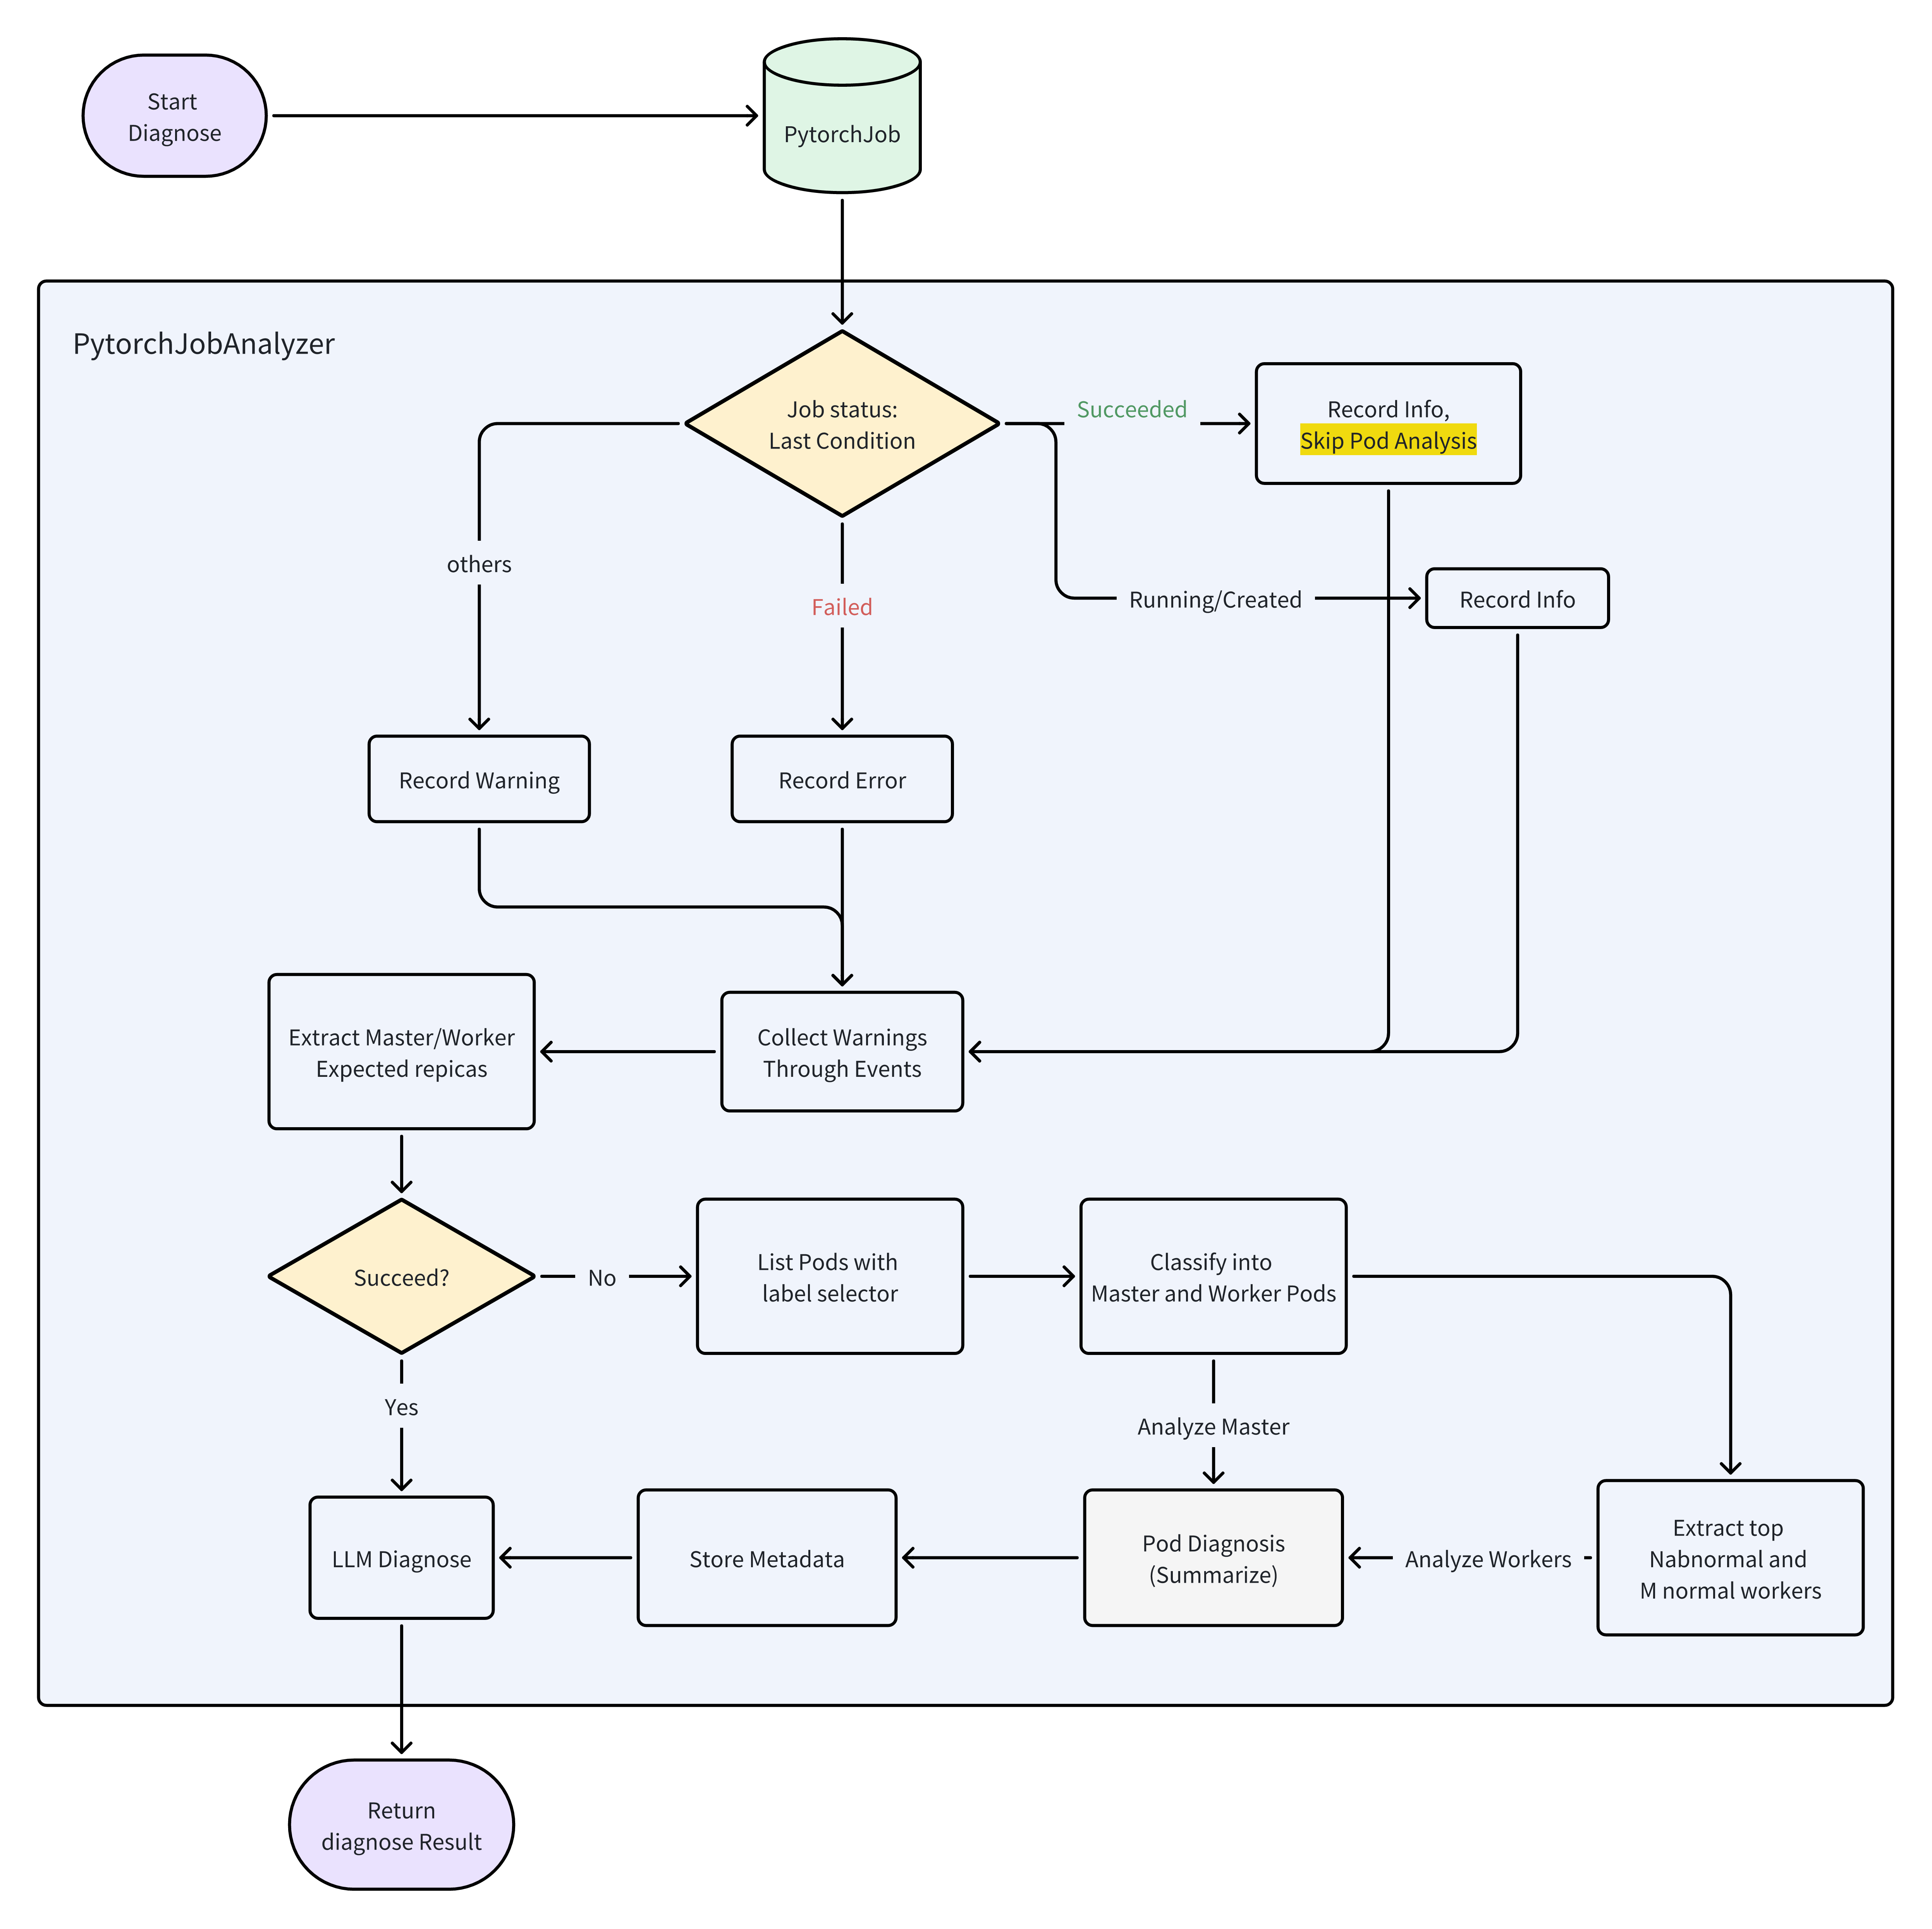 Start
Diagnose
PytorchJob
PytorchJobAnalyzer
Job status:
Last Condition
Succeeded
Record Info,
Skip Pod Analysis
others
Failed
Running/Created
Record Info
Record Warning
Record Error
Extract Master/Worker
Expected repicas
Collect Warnings
Through Events
Succeed?
No
List Pods with
label selector
Classify into
Master and Worker Pods
Yes
Analyze Master
LLM Diagnose
Store Metadata
Pod Diagnosis
(Summarize)
Analyze Workers
Extract top
Nabnormal and
M normal workers
Return
diagnose Result